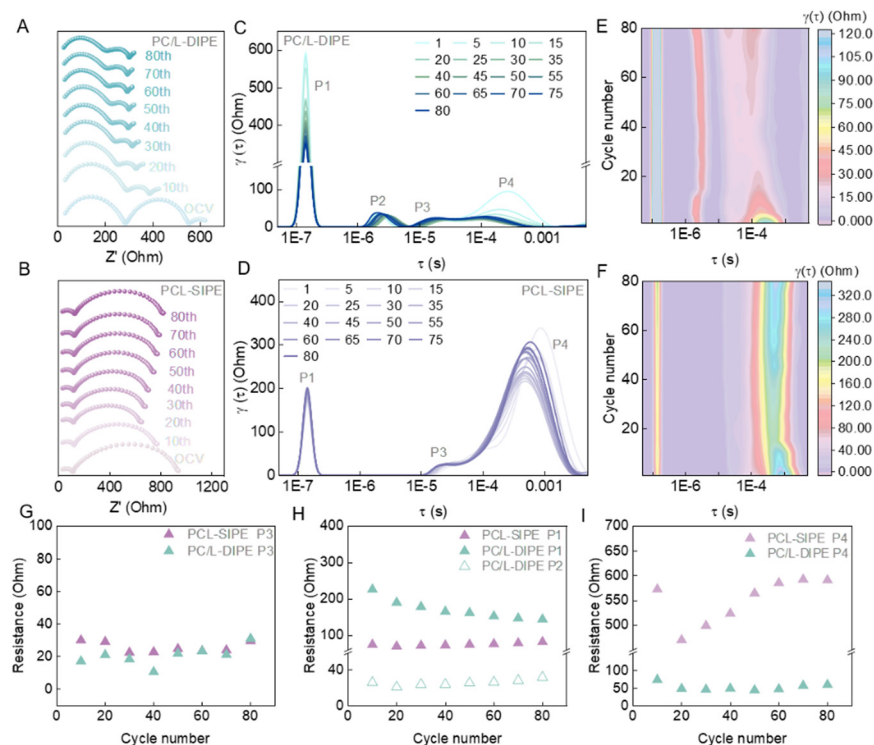 A
PC/L-DIPE
80th
70th
60th
50th
40th
30th
20th
10th
OCV
0 200 400 600
Z' (Ohm)
C
PC/L-DIPE
P1
P2
P3
P4
1 5 10 15
20 25 30 35
40 45 50 55
60 65 70 75
80
600
500
400
300
100
0
γ (τ) (Ohm)
1E-7 1E-6 1E-5 1E-4 0.001
τ (s)
E
γ(τ) (Ohm)
80
60
40
20
Cycle number
1E-6 1E-4
120.0
105.0
90.00
75.00
60.00
45.00
30.00
15.00
0.000
B
PCL-SIPE
80th
70th
60th
50th
40th
30th
20th
10th
OCV
0 400 800 1200
Z' (Ohm)
D
PCL-SIPE
1 5 10 15
20 25 30 35
40 45 50 55
60 65 70 75
80
P1
P3
P4
400
300
200
100
0
γ (τ) (Ohm)
1E-7 1E-6 1E-5 1E-4 0.001
τ (s)
F
γ(τ) (Ohm)
80
60
40
20
Cycle number
1E-6 1E-4
320.0
280.0
240.0
200.0
160.0
120.0
80.00
40.00
0.000
G
PCL-SIPE P3
PC/L-DIPE P3
100
80
60
40
20
0
Resistance (Ohm)
0 20 40 60 80
Cycle number
H
PCL-SIPE P1
PC/L-DIPE P1
PC/L-DIPE P2
400
300
200
100
40
0
Resistance (Ohm)
0 20 40 60 80
Cycle number
I
PCL-SIPE P4
PC/L-DIPE P4
700
650
600
550
500
100
50
0
Resistance (Ohm)
0 20 40 60 80
Cycle number